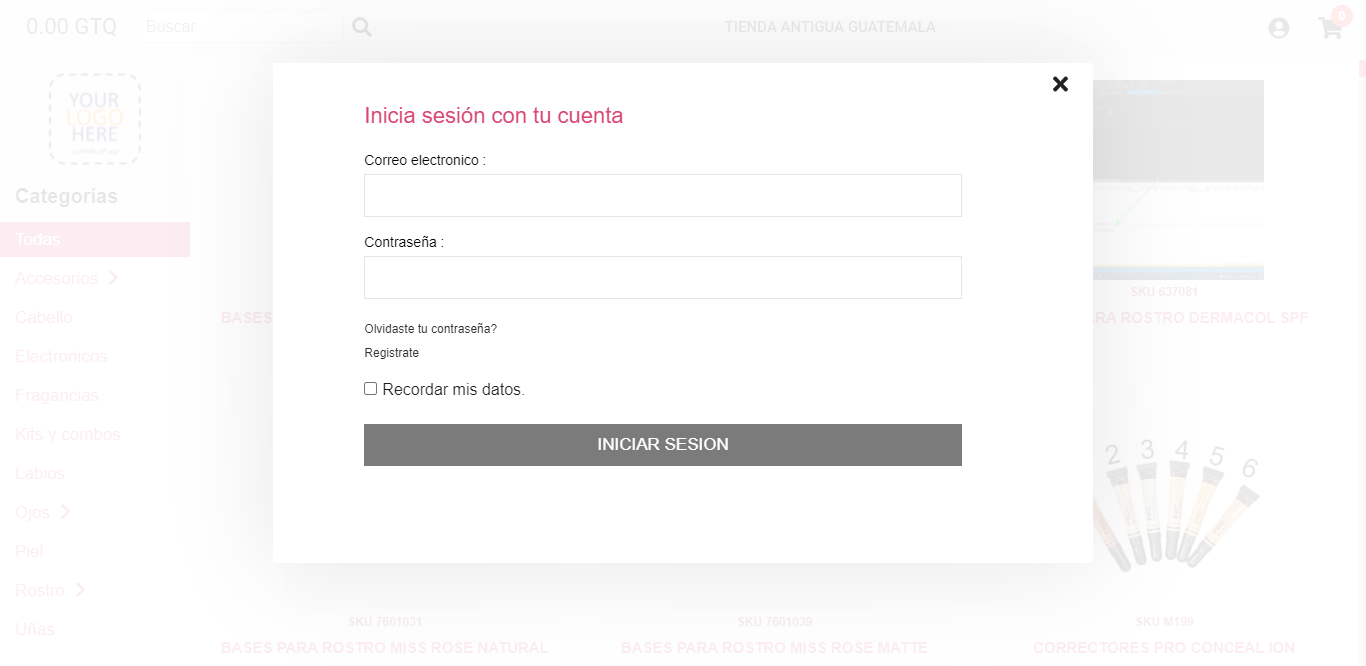 0.00 GTQ
Buscar
TIENDA ANTIGUA GUATEMALA
0
YOUR
LOGO
HERE
Categorias
Todas
Accesorios
Cabello
Electronicos
Fragancias
Kits y combos
Labios
Ojos
Piel
Rostro
Uñas
Inicia sesión con tu cuenta
Correo electronico :
Contraseña :
Olvidaste tu contraseña?
Registrate
Recordar mis datos.
INICIAR SESION
BASES
SKU 637081
RA ROSTRO DERMACOL SPF
2 3 4 5 6
SKU 7601031
BASES PARA ROSTRO MISS ROSE NATURAL
SKU 7601039
BASES PARA ROSTRO MISS ROSE MATTE
SKU M199
CORRECTORES PRO CONCEAL ION